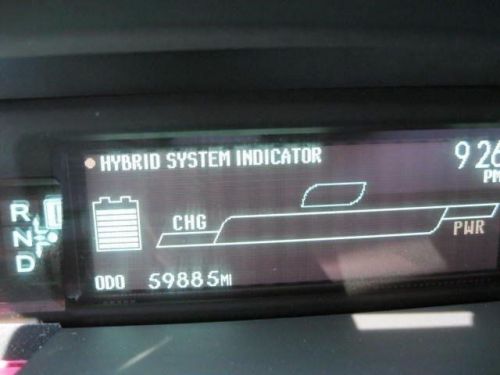 HYBRID SYSTEM INDICATOR
9:26
PM
R
N
D
CHG
PWR
ODO 59885MI